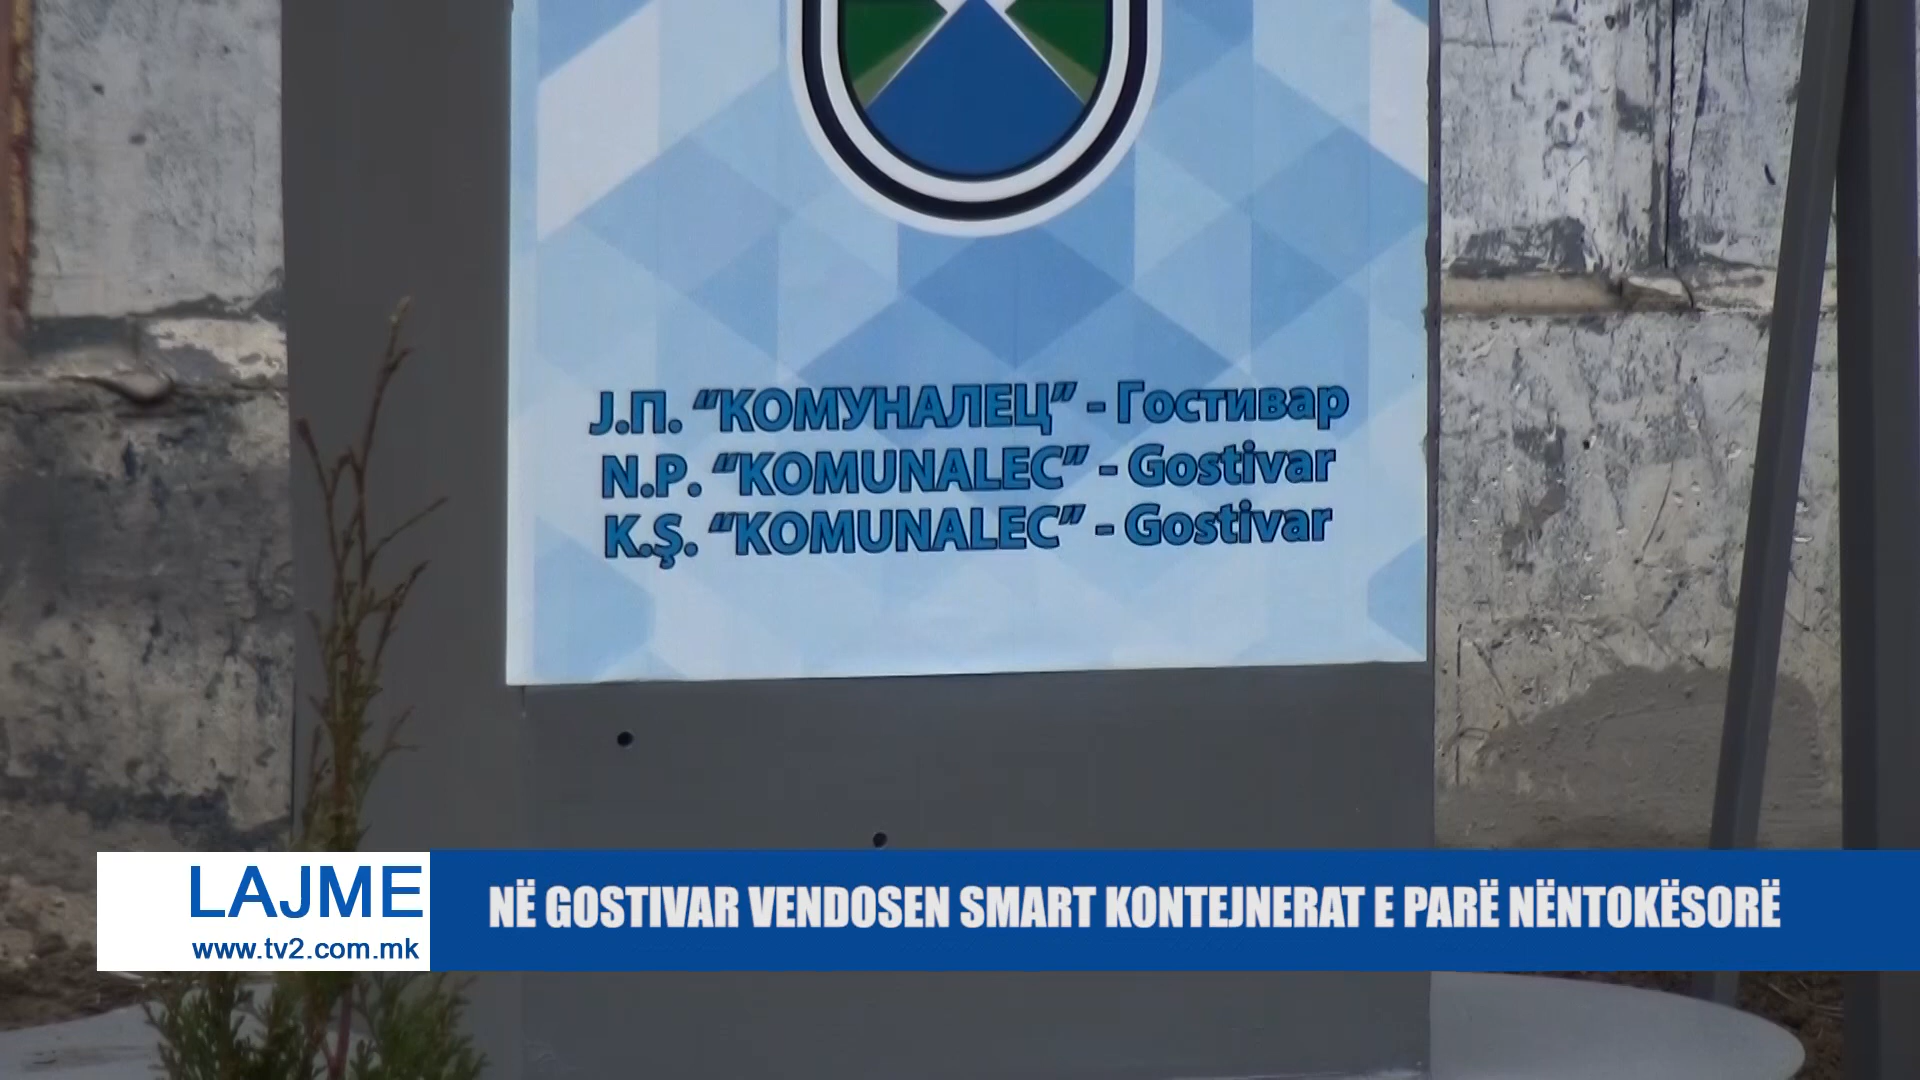 Ј.П. “КОМУНАЛЕЦ” - Гостивар
N.P. “KOMUNALEC” - Gostivar
K.Ş. “KOMUNALEC” - Gostivar
LAJME
www.tv2.com.mk
NË GOSTIVAR VENDOSEN SMART KONTEJNERAT E PARË NËNTOKËSORË